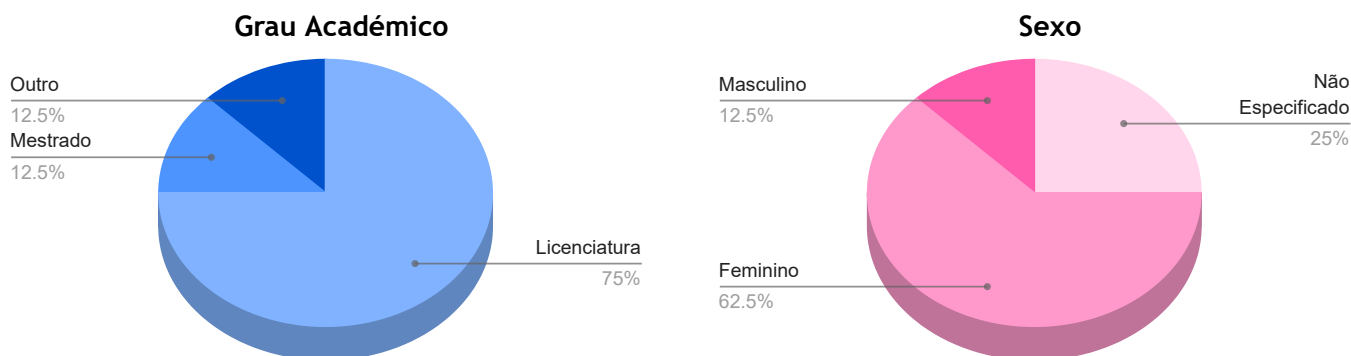 Grau Académico
Outro
12.5%
Mestrado
12.5%
Licenciatura
75%
Sexo
Masculino
12.5%
Não
Especificado
25%
Feminino
62.5%